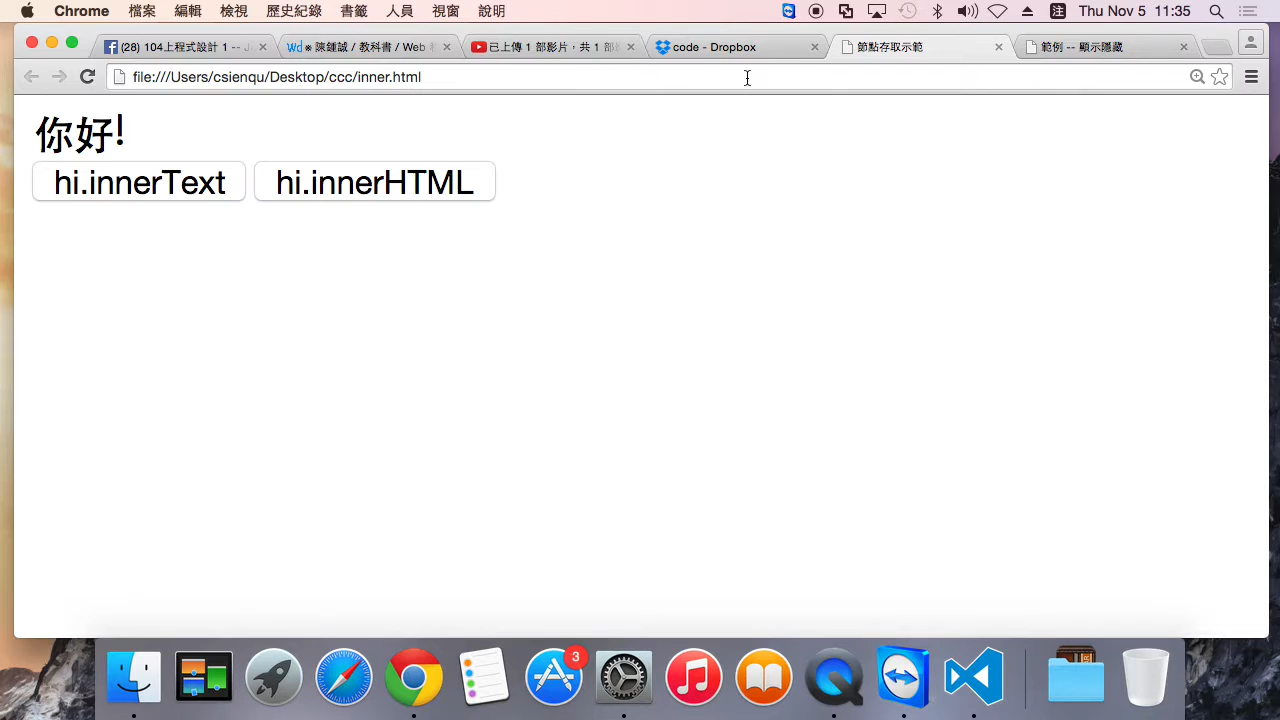 Chrome 檔案 編輯 檢視 歷史紀錄 書籤 人員 視窗 說明 注 Thu Nov 5 11:35
(28) 104上程式設計 1 -- J
Wd ※ 陳鍾誠 / 教科書 / Web
已上傳 1 部影片，共 1 部
code - Dropbox
節點存取示範
範例 -- 顯示隱藏
file:///Users/csienqu/Desktop/ccc/inner.html
你好!
hi.innerText hi.innerHTML
3